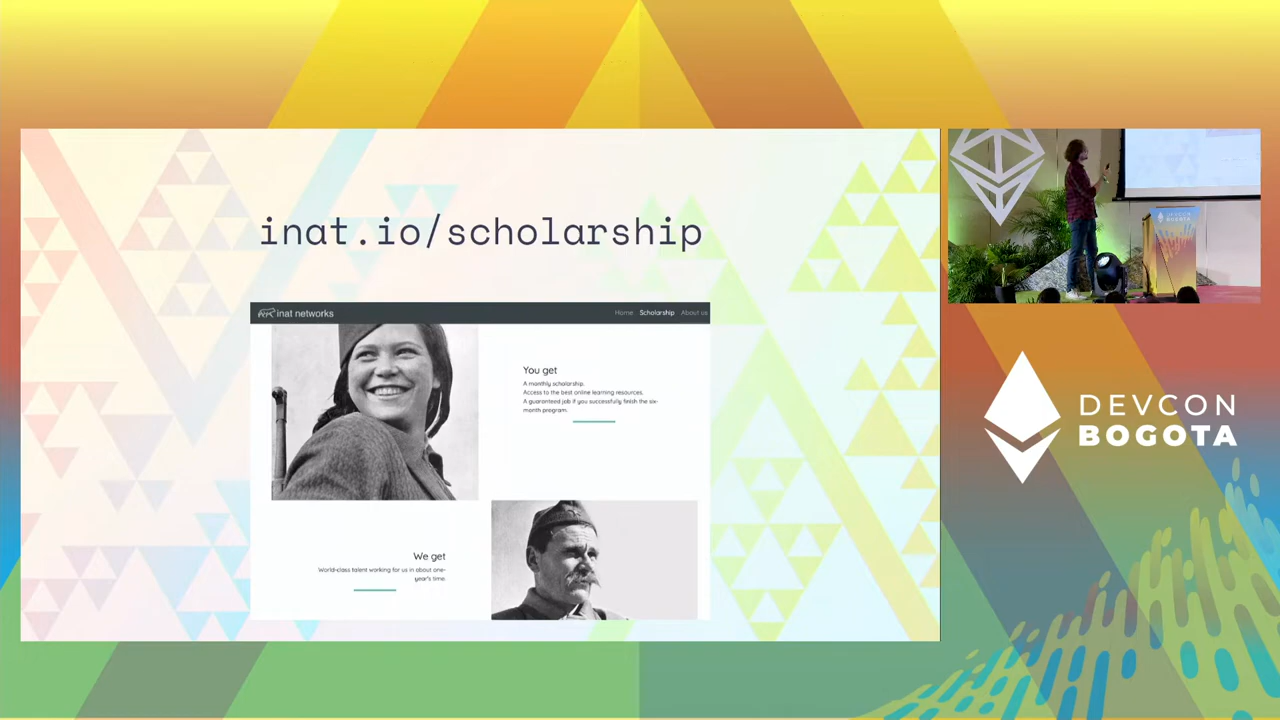 inat.io/scholarship
inat networks
Home Scholarship About us
You get
A monthly scholarship.
Access to the best online learning resources.
A guaranteed job if you successfully finish the six-
month program.
We get
World-class talent working for us in about one-
year's time.
DEVCON
BOGOTA
DEVCON
BOGOTA